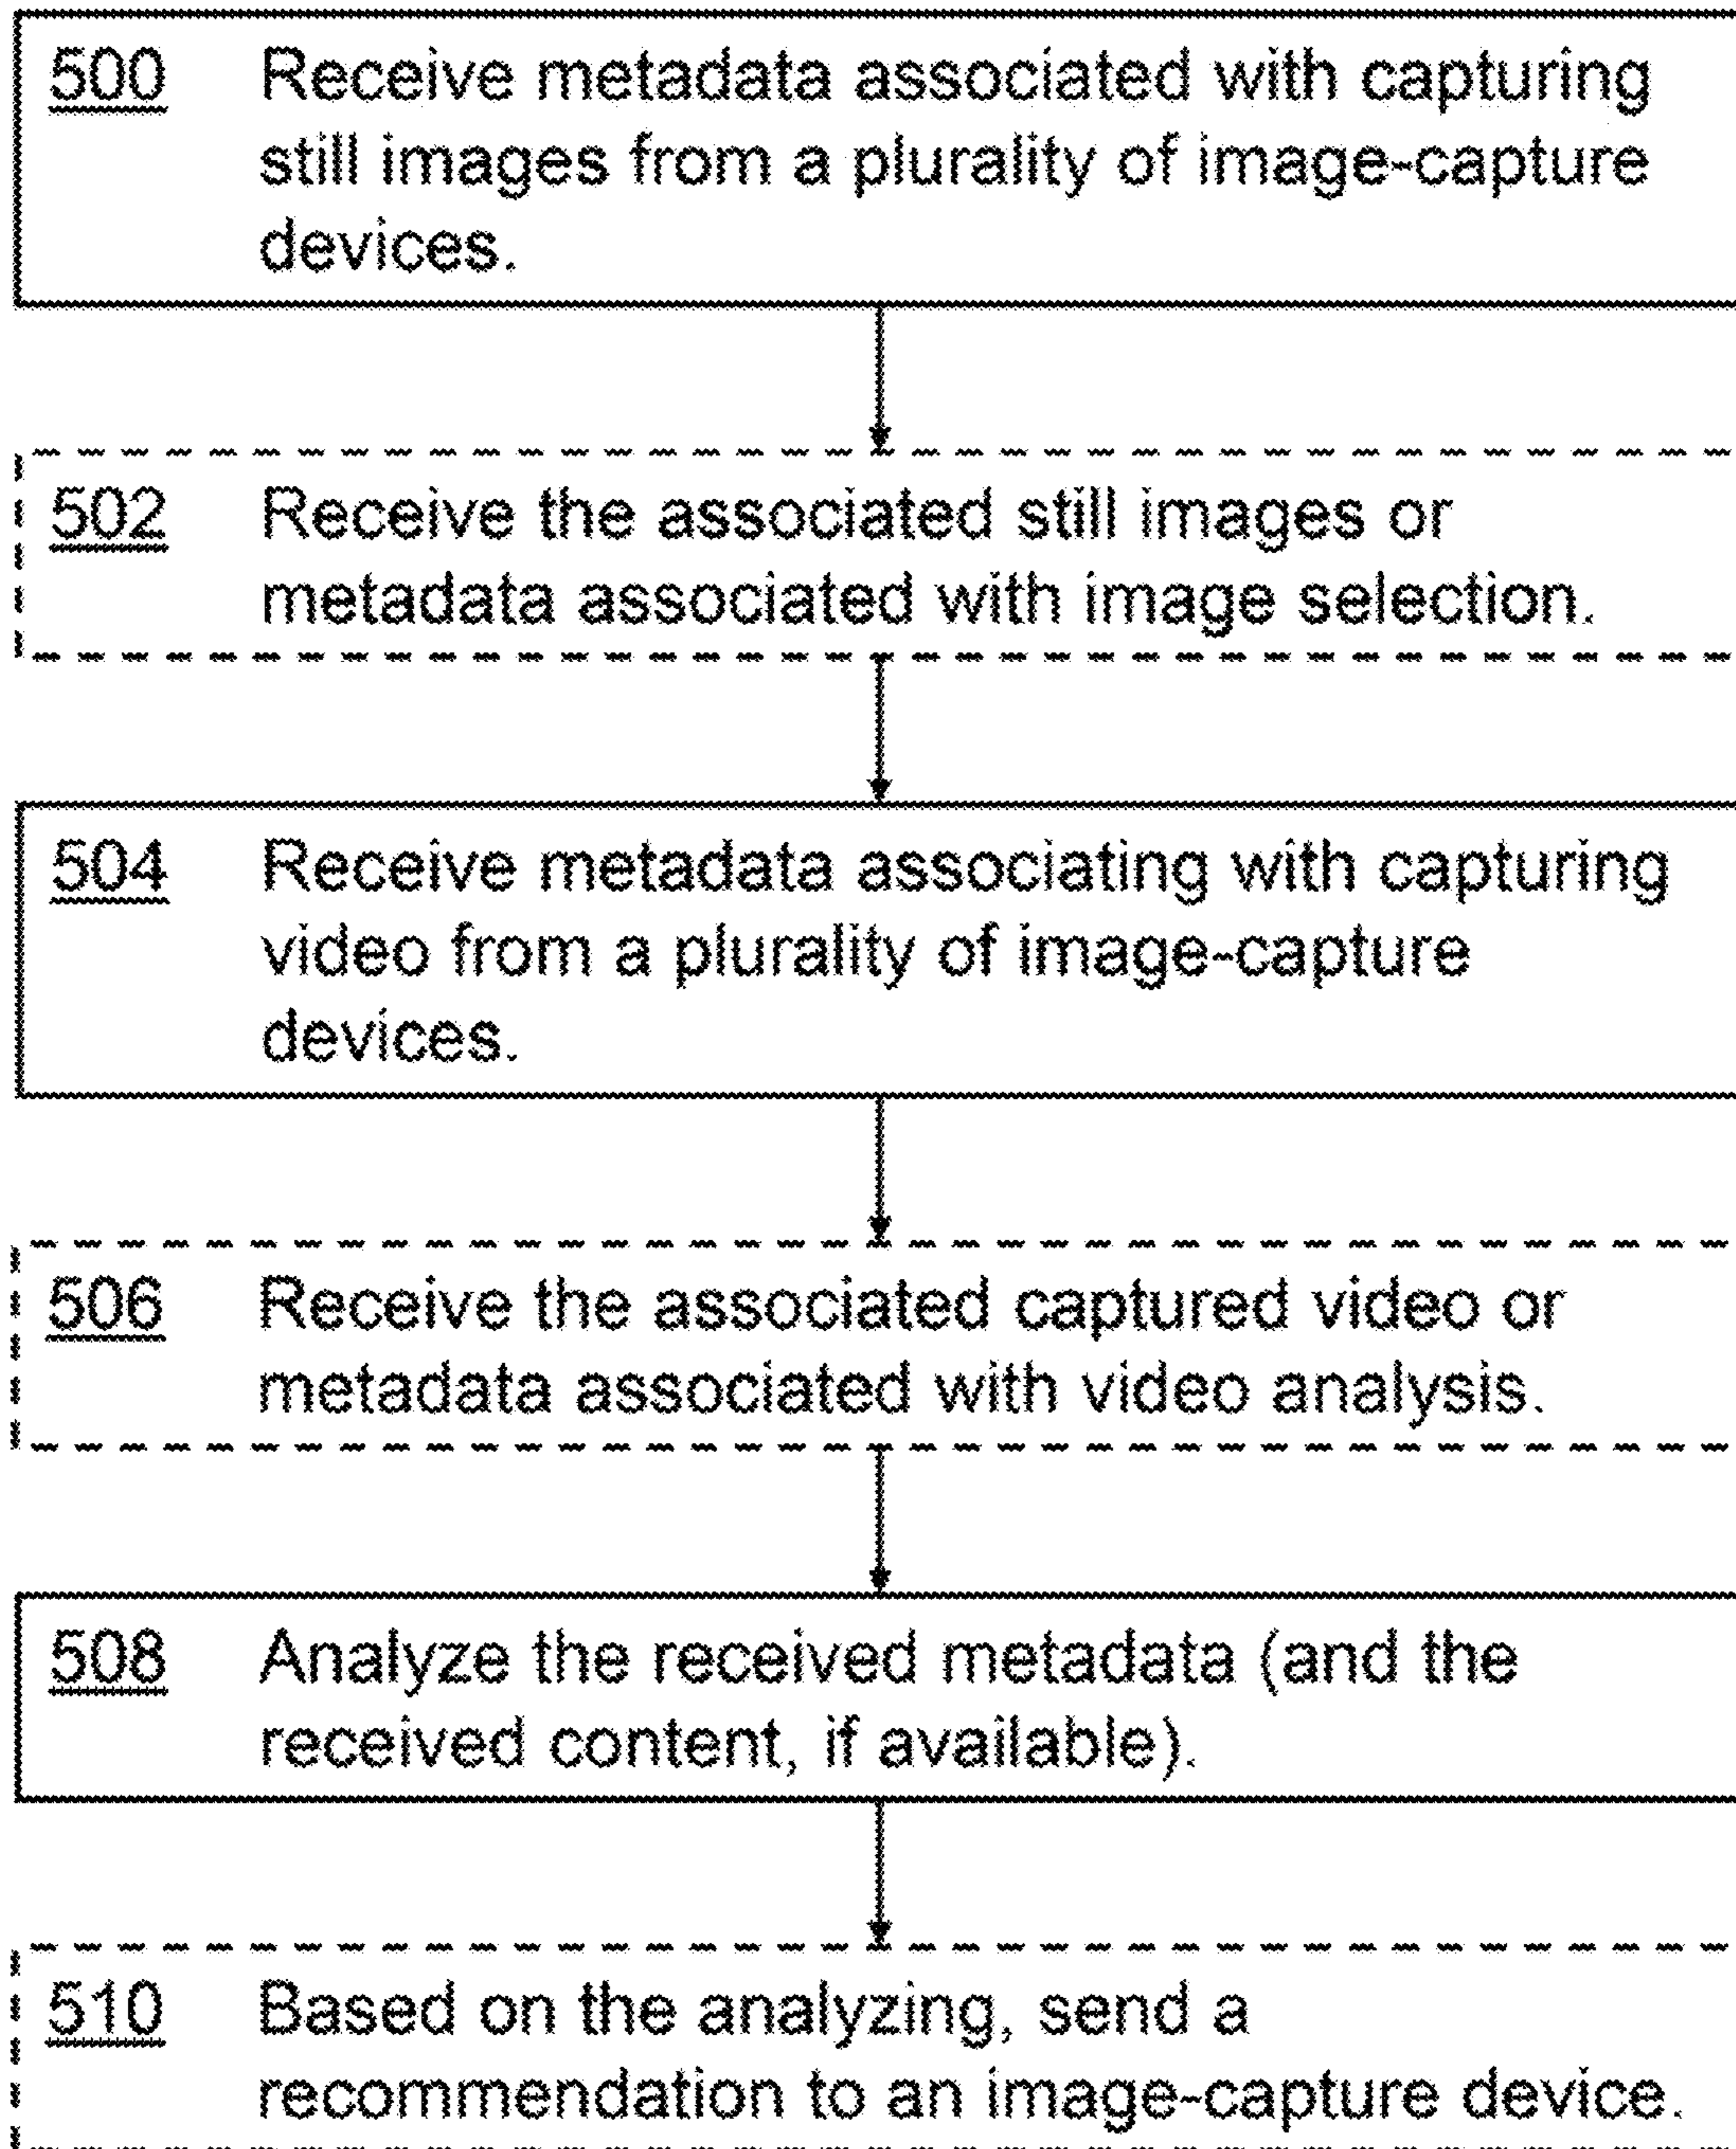 500 Receive metadata associated with capturing
still images from a plurality of image-capture
devices.
502 Receive the associated still images or
metadata associated with image selection.
504 Receive metadata associating with capturing
video from a plurality of image-capture
devices.
506 Receive the associated captured video or
metadata associated with video analysis.
508 Analyze the received metadata (and the
received content, if available).
510 Based on the analyzing, send a
recommendation to an image-capture device.